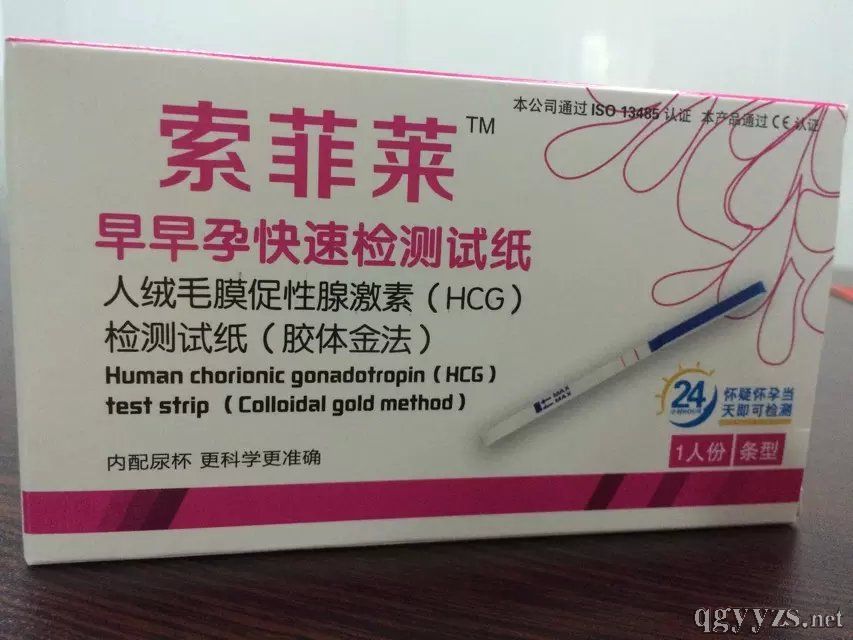 本公司通过 ISO 13485 认证 本产品通过 CE 认证
索菲莱™
早早孕快速检测试纸
人绒毛膜促性腺激素（HCG）
检测试纸（胶体金法）
Human chorionic gonadotropin（HCG）
test strip （Colloidal gold method）
MAX
MAX
24
怀疑怀孕当
天即可检测
内配尿杯 更科学更准确
1人份 条型
qgyyzs.net